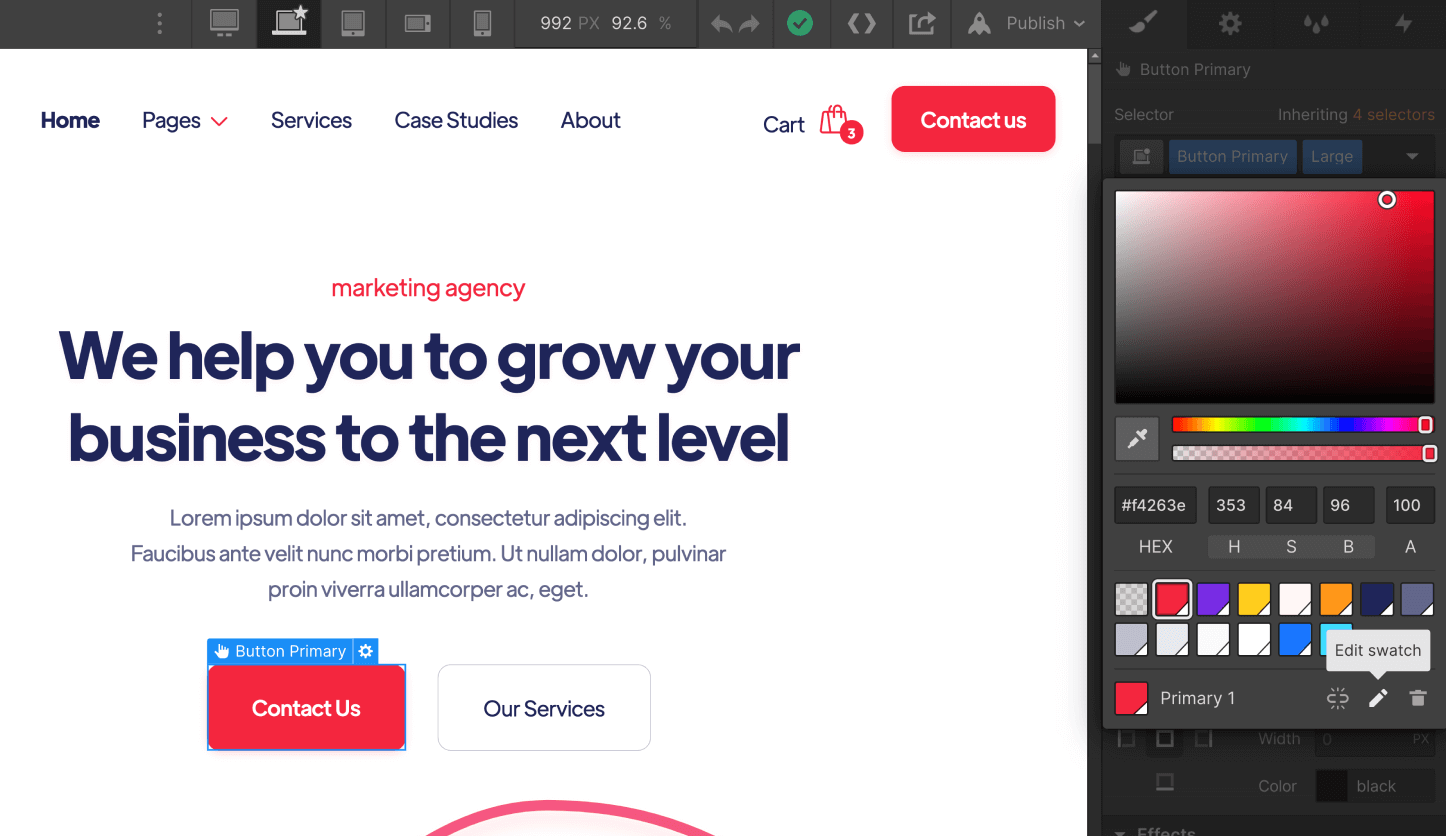 992 PX 92.6 % Publish
Button Primary
Selector Inheriting 4 selectors
Button Primary Large
Home Pages Services Case Studies About Cart 3 Contact us
marketing agency
We help you to grow your
business to the next level
Lorem ipsum dolor sit amet, consectetur adipiscing elit.
Faucibus ante velit nunc morbi pretium. Ut nullam dolor, pulvinar
proin viverra ullamcorper ac, eget.
Button Primary
Contact Us Our Services
#f4263e 353 84 96 100
HEX H S B A
Edit swatch
Primary 1
Width 0 PX
Color black
Effects